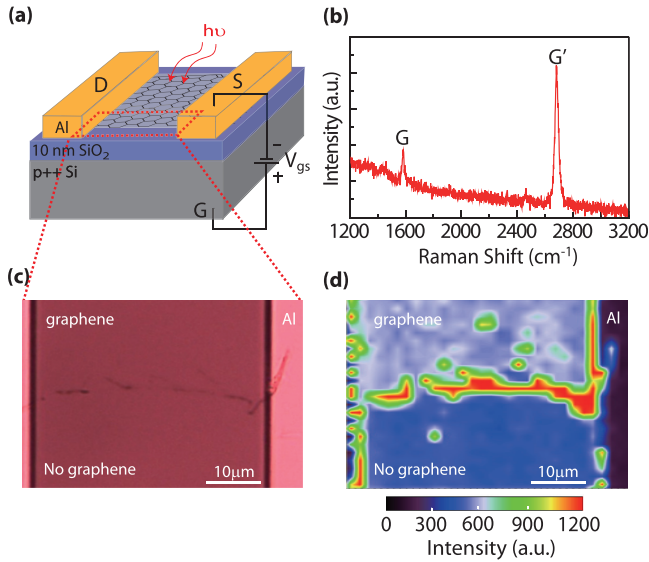 (a)
hυ
D
S
Al
10 nm SiO₂
p++ Si
G
-
+
Vgs
(b)
G'
G
Intensity (a.u.)
1200 1600 2000 2400 2800 3200
Raman Shift (cm⁻¹)
(c)
graphene
Al
No graphene
10μm
(d)
graphene
Al
No graphene
10μm
0 300 600 900 1200
Intensity (a.u.)